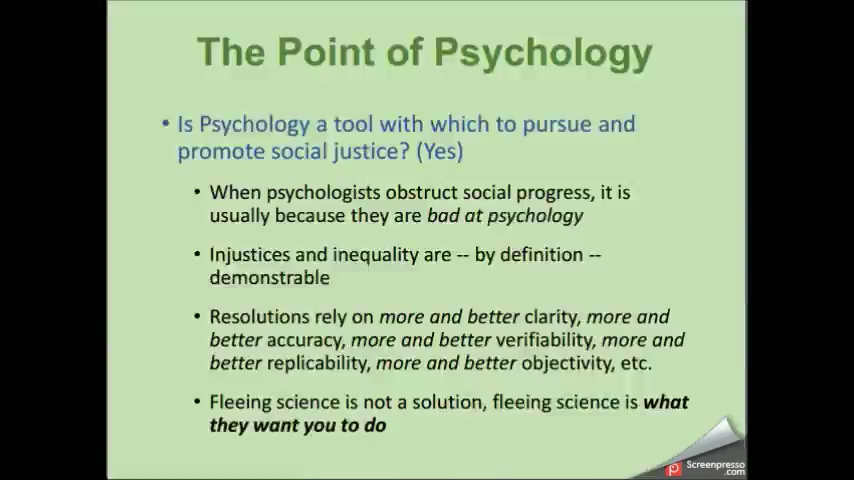 The Point of Psychology
• Is Psychology a tool with which to pursue and
promote social justice? (Yes)
• When psychologists obstruct social progress, it is
usually because they are bad at psychology
• Injustices and inequality are -- by definition --
demonstrable
• Resolutions rely on more and better clarity, more and
better accuracy, more and better verifiability, more and
better replicability, more and better objectivity, etc.
• Fleeing science is not a solution, fleeing science is what
they want you to do
Screenpresso
.com